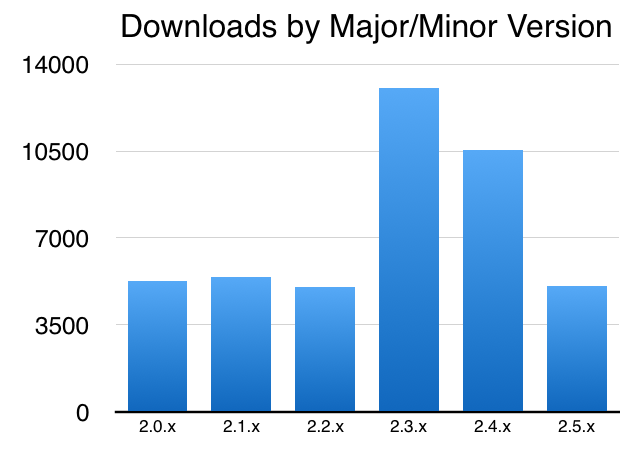 Downloads by Major/Minor Version
14000
10500
7000
3500
0
2.0.x 2.1.x 2.2.x 2.3.x 2.4.x 2.5.x